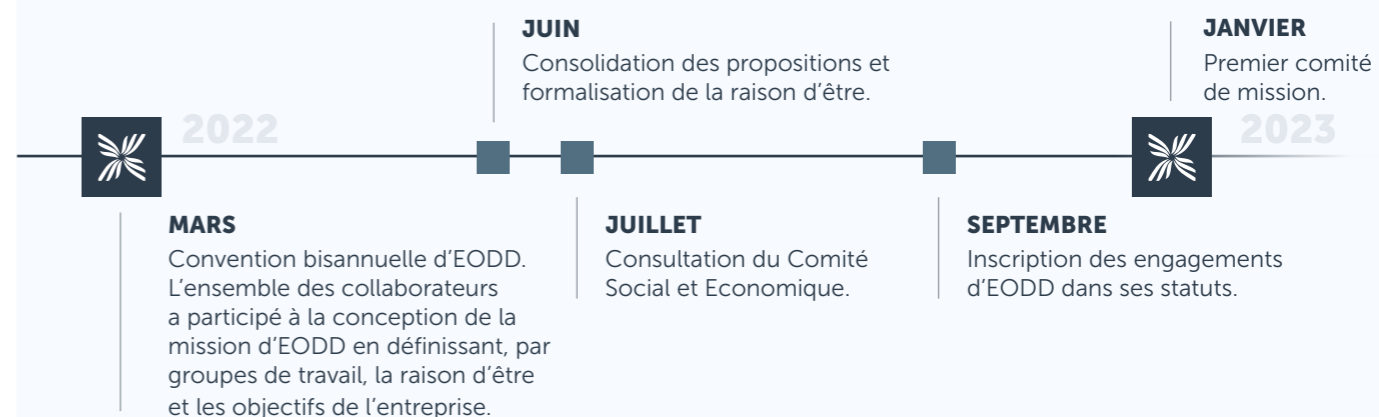 JUIN
Consolidation des propositions et
formalisation de la raison d’être.
JANVIER
Premier comité
de mission.
2022
2023
MARS
Convention bisannuelle d’EODD.
L’ensemble des collaborateurs
a participé à la conception de la
mission d’EODD en définissant, par
groupes de travail, la raison d’être
et les objectifs de l’entreprise.
JUILLET
Consultation du Comité
Social et Economique.
SEPTEMBRE
Inscription des engagements
d’EODD dans ses statuts.